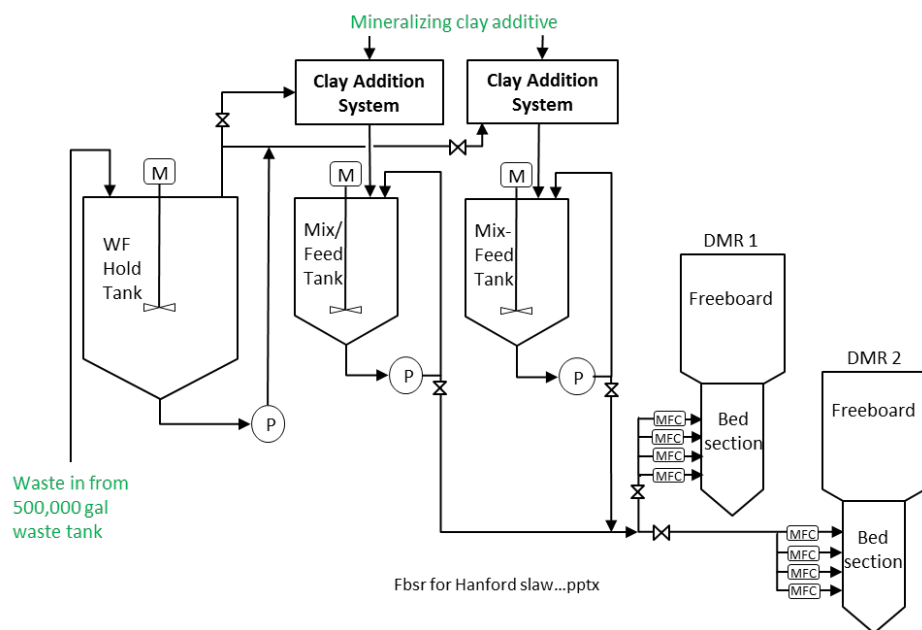 Mineralizing clay additive
Clay Addition
System
Clay Addition
System
M
M
M
WF
Hold
Tank
Mix/
Feed
Tank
Mix-
Feed
Tank
P
P
P
DMR 1
Freeboard
Bed
section
MFC
MFC
MFC
MFC
DMR 2
Freeboard
Bed
section
MFC
MFC
MFC
MFC
Waste in from
500,000 gal
waste tank
Fbsr for Hanford slaw...pptx